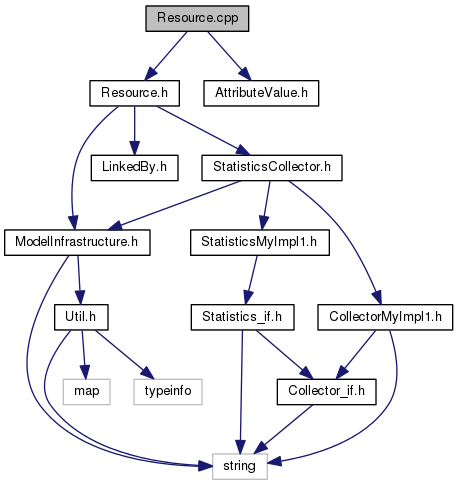 Resource.cpp
Resource.h
AttributeValue.h
LinkedBy.h
StatisticsCollector.h
ModelInfrastructure.h
StatisticsMyImpl1.h
Util.h
Statistics_if.h
CollectorMyImpl1.h
map
typeinfo
Collector_if.h
string